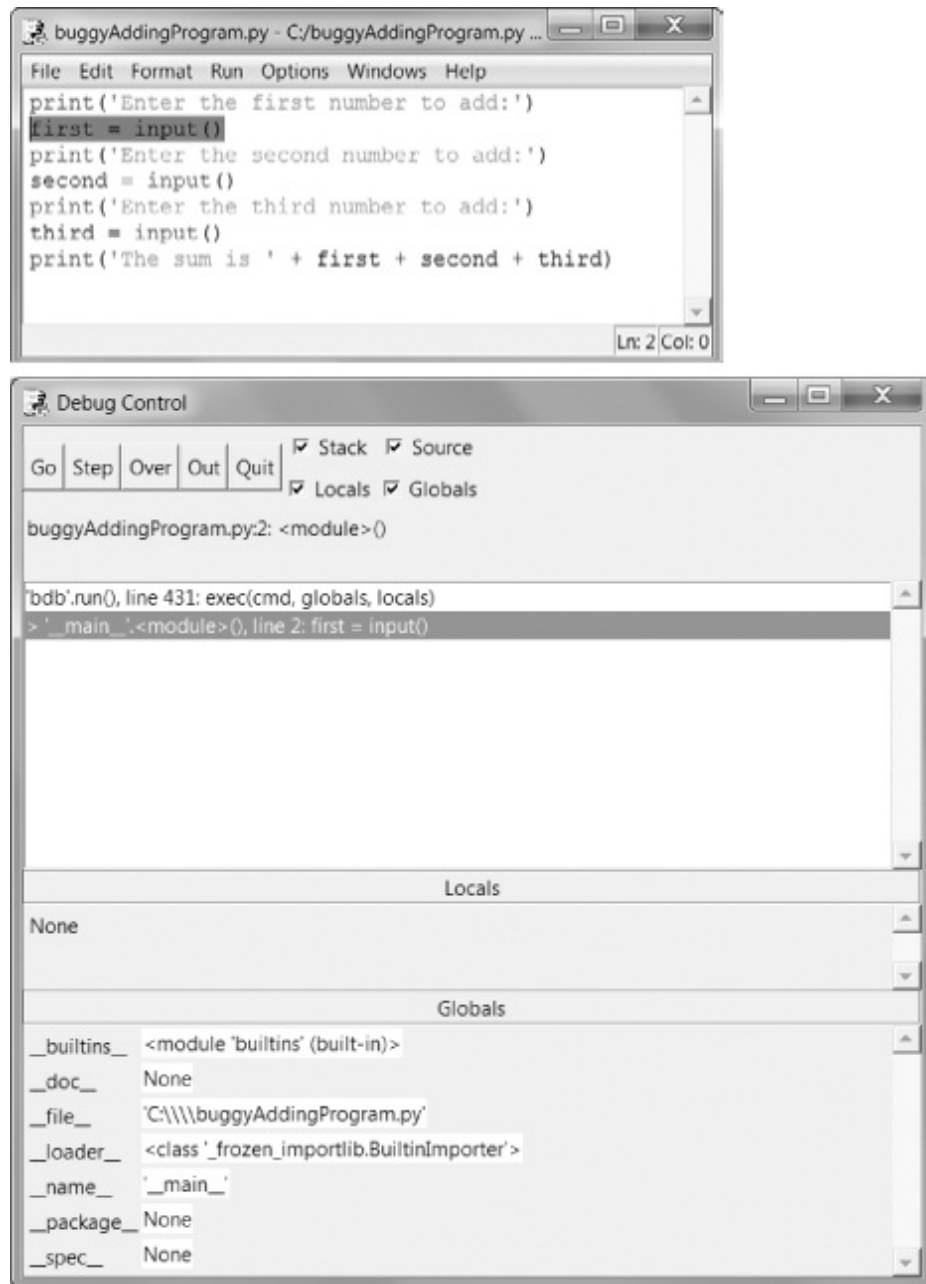 buggyAddingProgram.py - C:/buggyAddingProgram.py ...
File Edit Format Run Options Windows Help
print('Enter the first number to add:')
first = input()
print('Enter the second number to add:')
second = input()
print('Enter the third number to add:')
third = input()
print('The sum is ' + first + second + third)
Ln: 2 Col: 0
Debug Control
Go Step Over Out Quit Stack Source
Locals Globals
buggyAddingProgram.py:2: <module>()
'bdb'.run(), line 431: exec(cmd, globals, locals)
> '__main__'.<module>(), line 2: first = input()
Locals
None
Globals
__builtins__ <module 'builtins' (built-in)>
__doc__ None
__file__ 'C:\\\\buggyAddingProgram.py'
__loader__ <class '_frozen_importlib.BuiltinImporter'>
__name__ '__main__'
__package__ None
__spec__ None